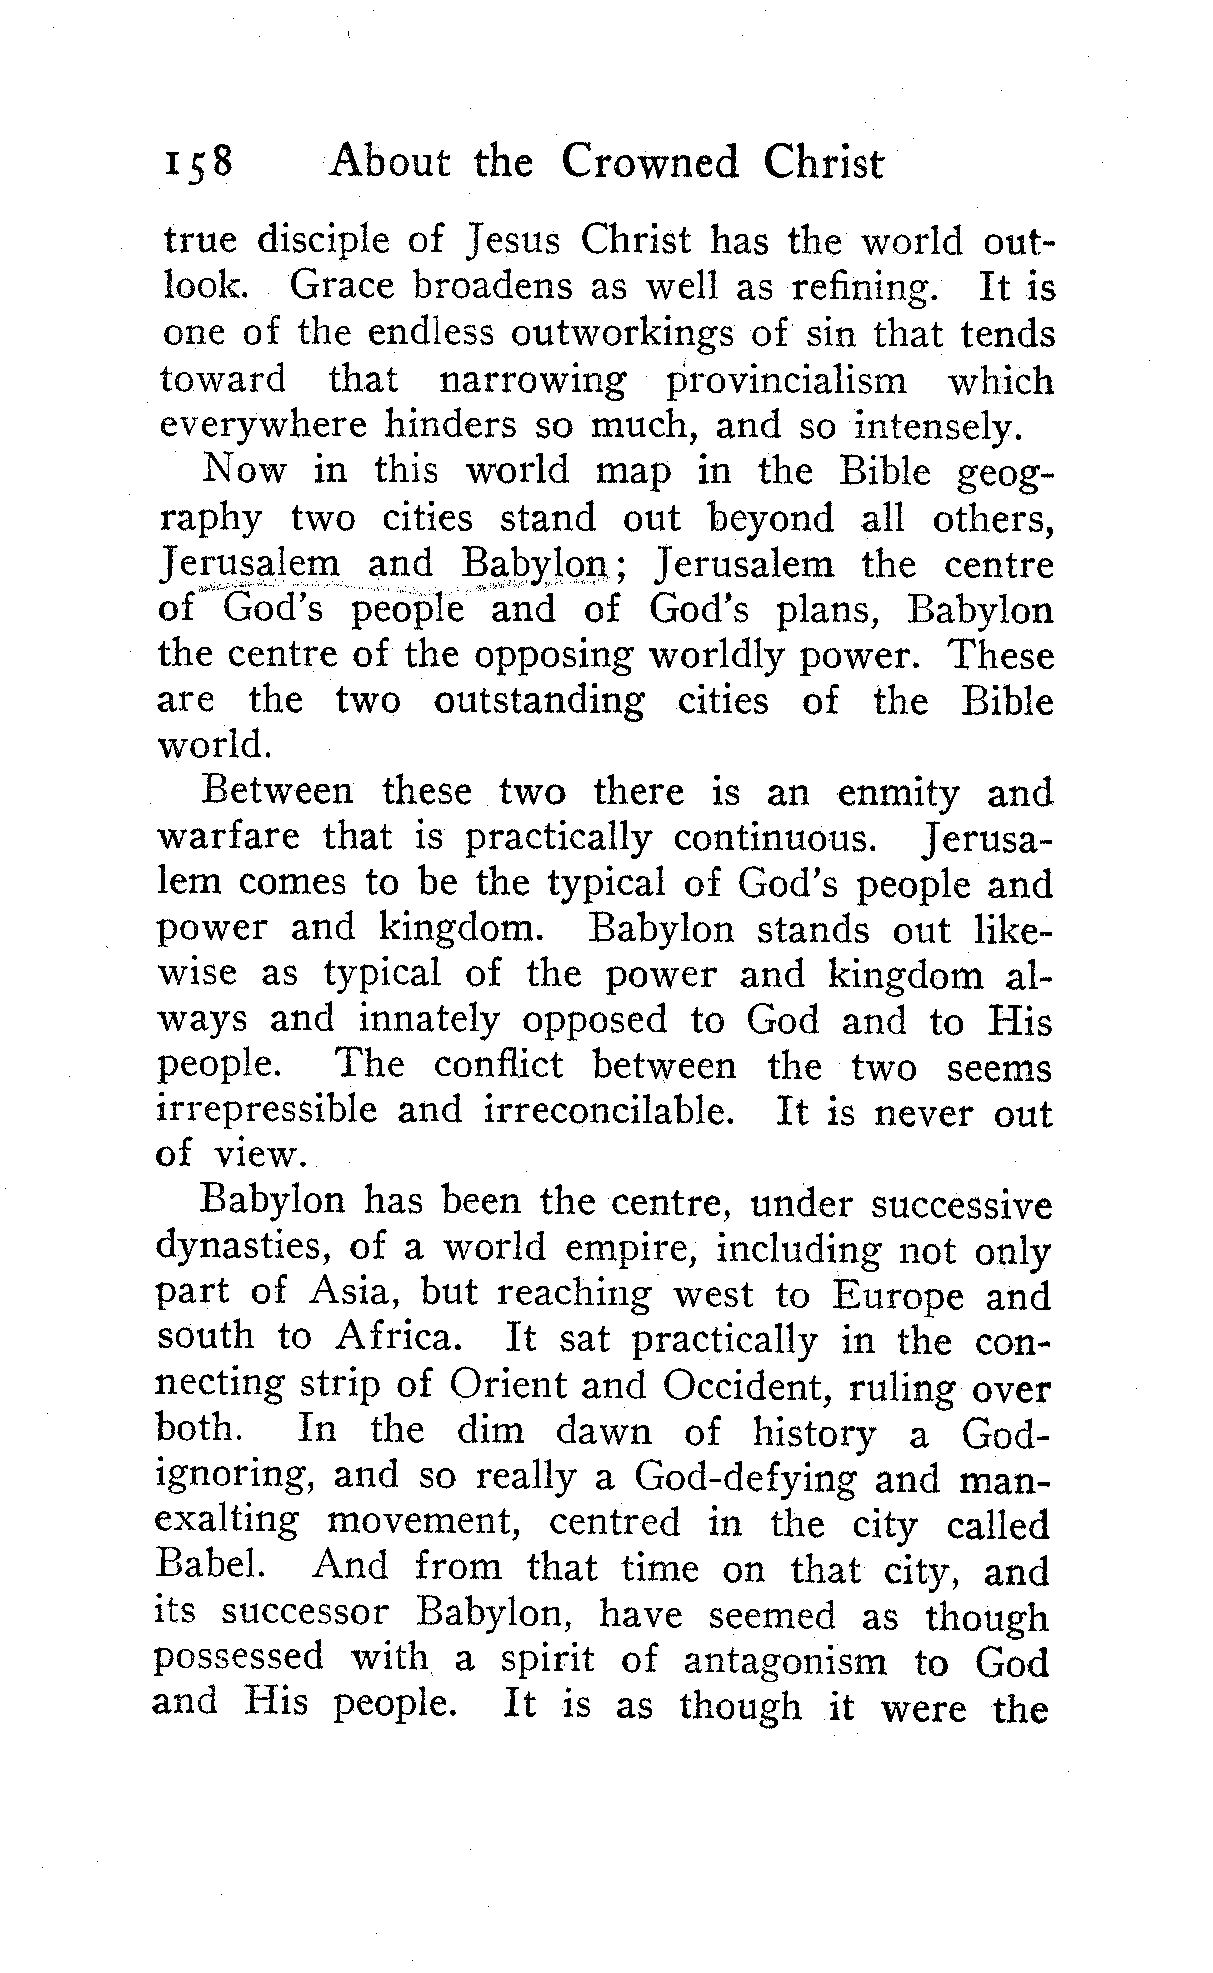 158 About the Crowned Christ
true disciple of Jesus Christ has the world out-
look. Grace broadens as well as refining. It is
one of the endless outworkings of sin that tends
toward that narrowing provincialism which
everywhere hinders so much, and so intensely.
Now in this world map in the Bible geog-
raphy two cities stand out beyond all others,
Jerusalem and Babylon; Jerusalem the centre
of God's people and of God's plans, Babylon
the centre of the opposing worldly power. These
are the two outstanding cities of the Bible
world.
Between these two there is an enmity and
warfare that is practically continuous. Jerusa-
lem comes to be the typical of God's people and
power and kingdom. Babylon stands out like-
wise as typical of the power and kingdom al-
ways and innately opposed to God and to His
people. The conflict between the two seems
irrepressible and irreconcilable. It is never out
of view.
Babylon has been the centre, under successive
dynasties, of a world empire, including not only
part of Asia, but reaching west to Europe and
south to Africa. It sat practically in the con-
necting strip of Orient and Occident, ruling over
both. In the dim dawn of history a God-
ignoring, and so really a God-defying and man-
exalting movement, centred in the city called
Babel. And from that time on that city, and
its successor Babylon, have seemed as though
possessed with a spirit of antagonism to God
and His people. It is as though it were the